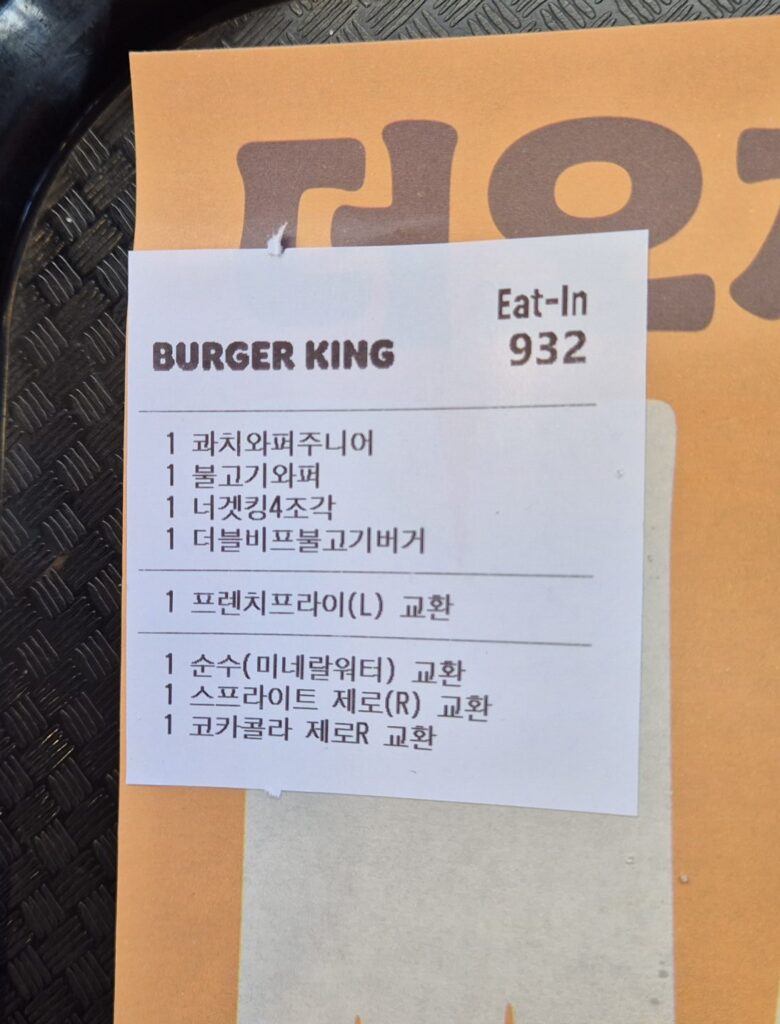 더오
Eat-In
BURGER KING 932
1 콰치와퍼주니어
1 불고기와퍼
1 너겟킹4조각
1 더블비프불고기버거
1 프렌치프라이(L) 교환
1 순수(미네랄워터) 교환
1 스프라이트 제로(R) 교환
1 코카콜라 제로R 교환